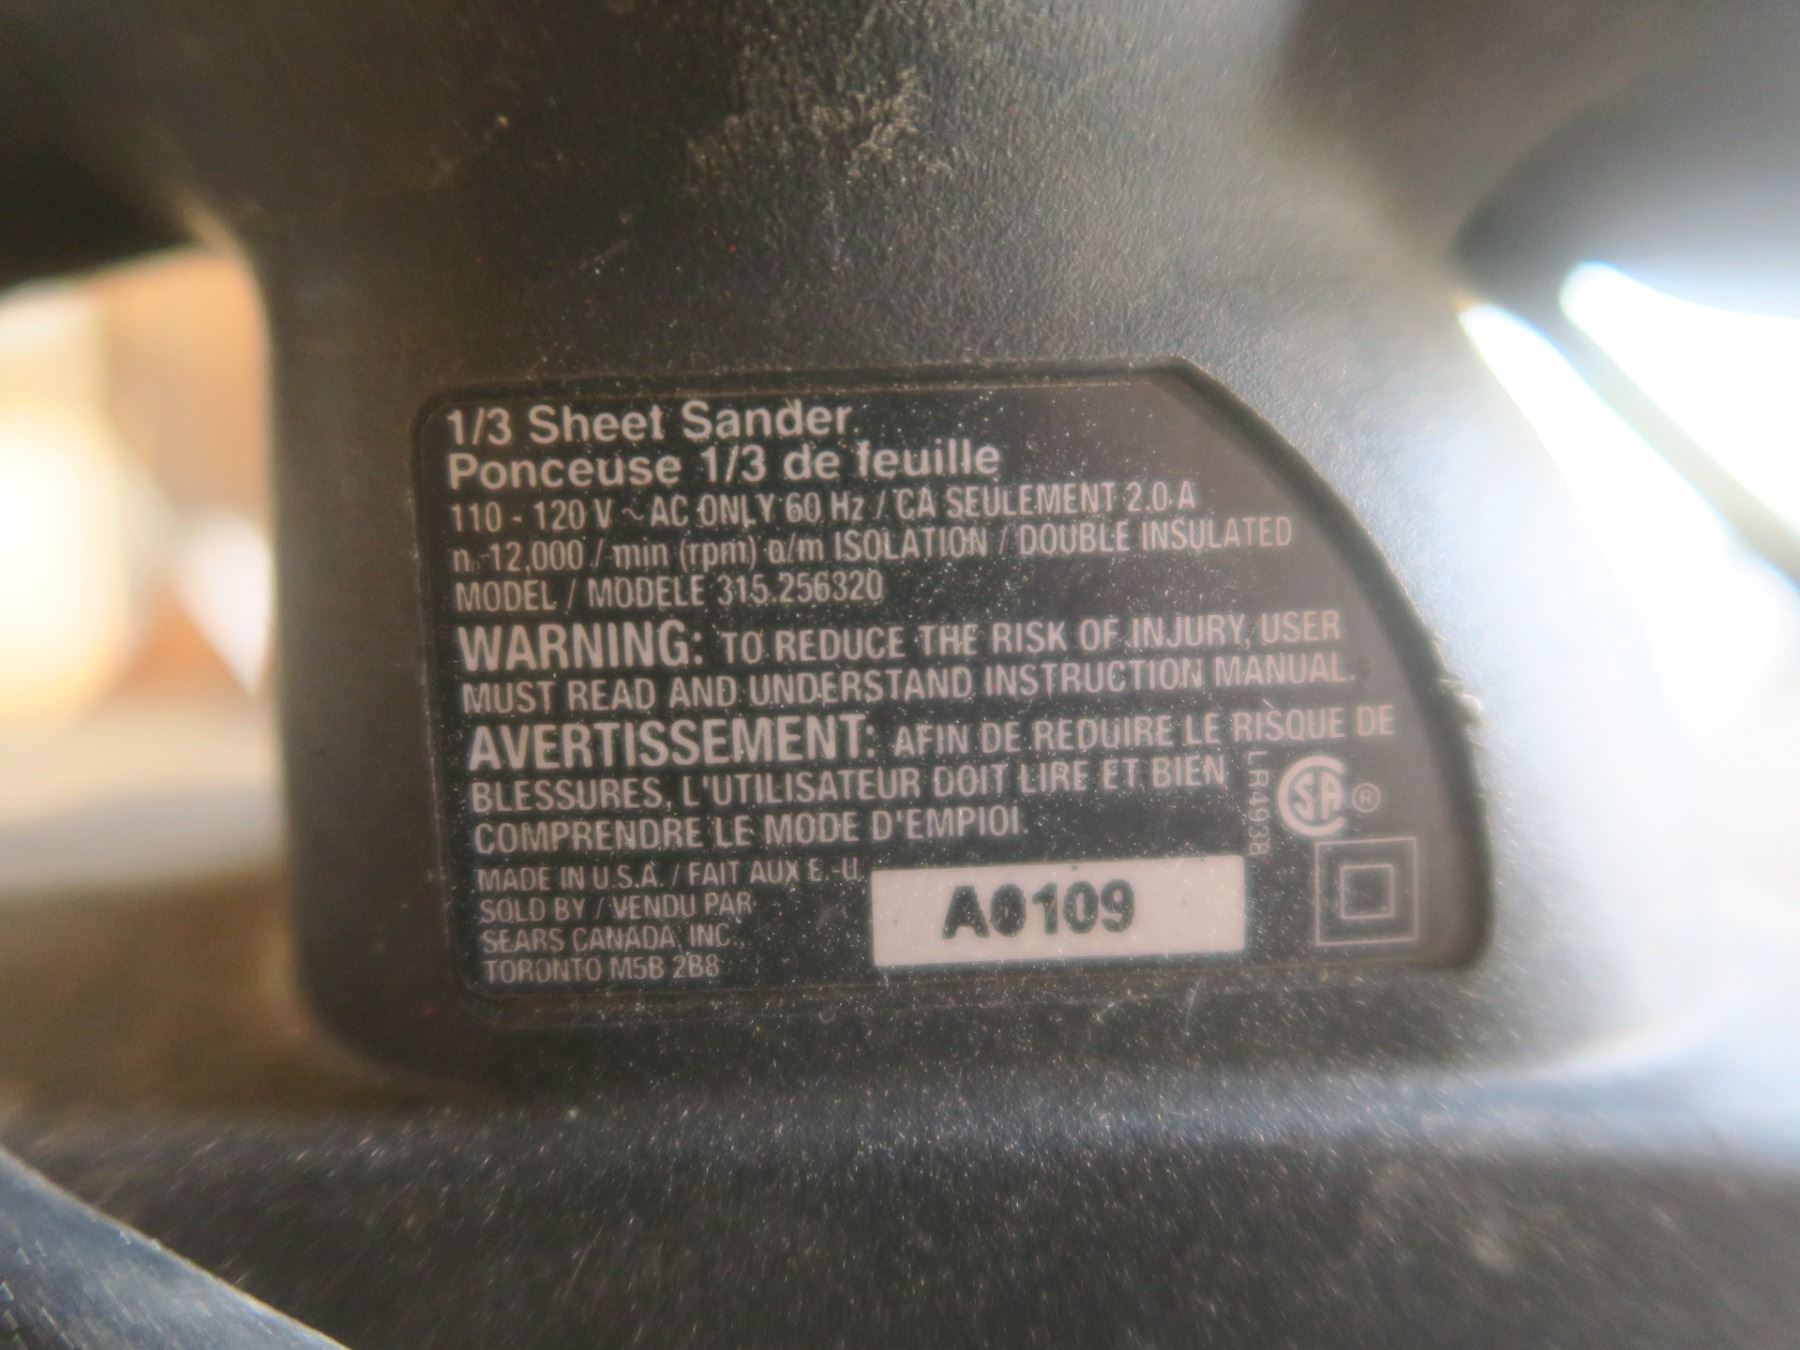 1/3 Sheet Sander
Ponceuse 1/3 de feuille
110 - 120 V ~ AC ONLY 60 Hz / CA SEULEMENT 2.0 A
n₀ 12,000 / min (rpm) o/m ISOLATION / DOUBLE INSULATED
MODEL / MODELE 315.256320
WARNING: TO REDUCE THE RISK OF INJURY, USER
MUST READ AND UNDERSTAND INSTRUCTION MANUAL.
AVERTISSEMENT: AFIN DE REDUIRE LE RISQUE DE
BLESSURES, L'UTILISATEUR DOIT LIRE ET BIEN
COMPRENDRE LE MODE D'EMPIOI.
LR49388
SA ®
MADE IN U.S.A. / FAIT AUX E.-U.
SOLD BY / VENDU PAR
SEARS CANADA, INC.,
TORONTO M5B 2B8
A0109